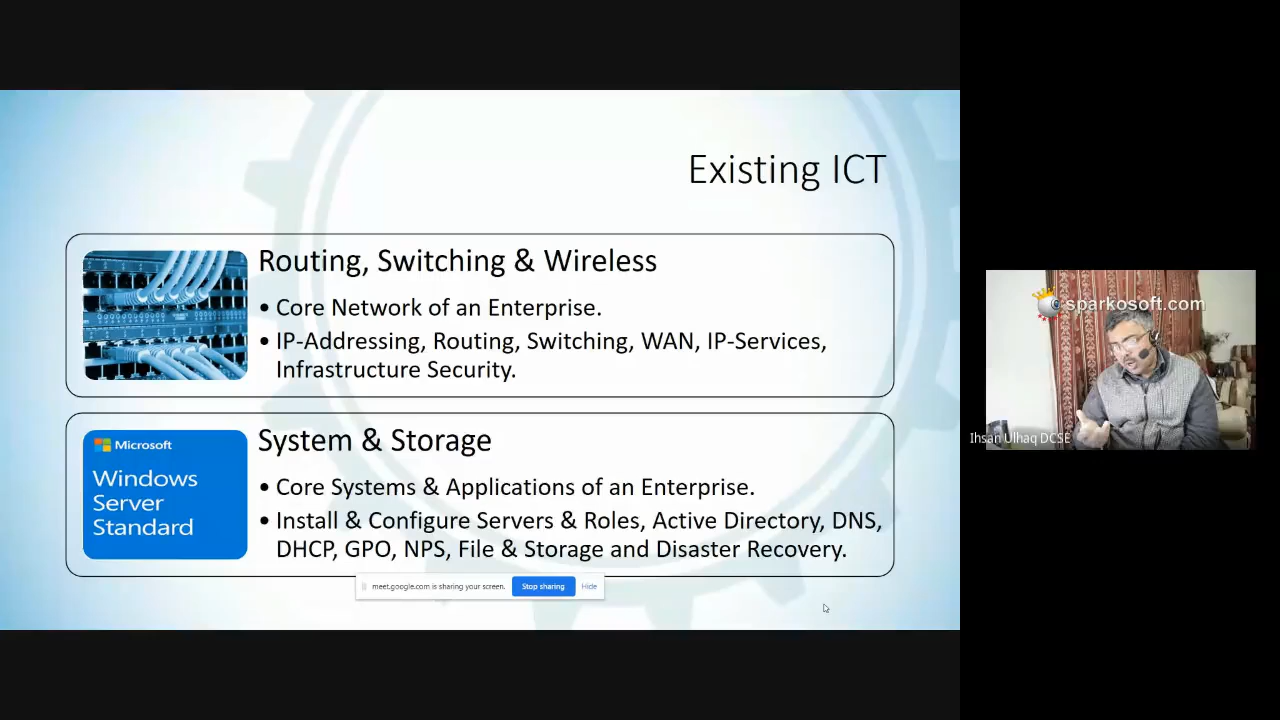 Existing ICT
Routing, Switching & Wireless
• Core Network of an Enterprise.
• IP-Addressing, Routing, Switching, WAN, IP-Services,
Infrastructure Security.
Microsoft
Windows
Server
Standard
System & Storage
• Core Systems & Applications of an Enterprise.
• Install & Configure Servers & Roles, Active Directory, DNS,
DHCP, GPO, NPS, File & Storage and Disaster Recovery.
meet.google.com is sharing your screen.
Stop sharing
Hide
sparkosoft.com
Ihsan Ulhaq DCSE